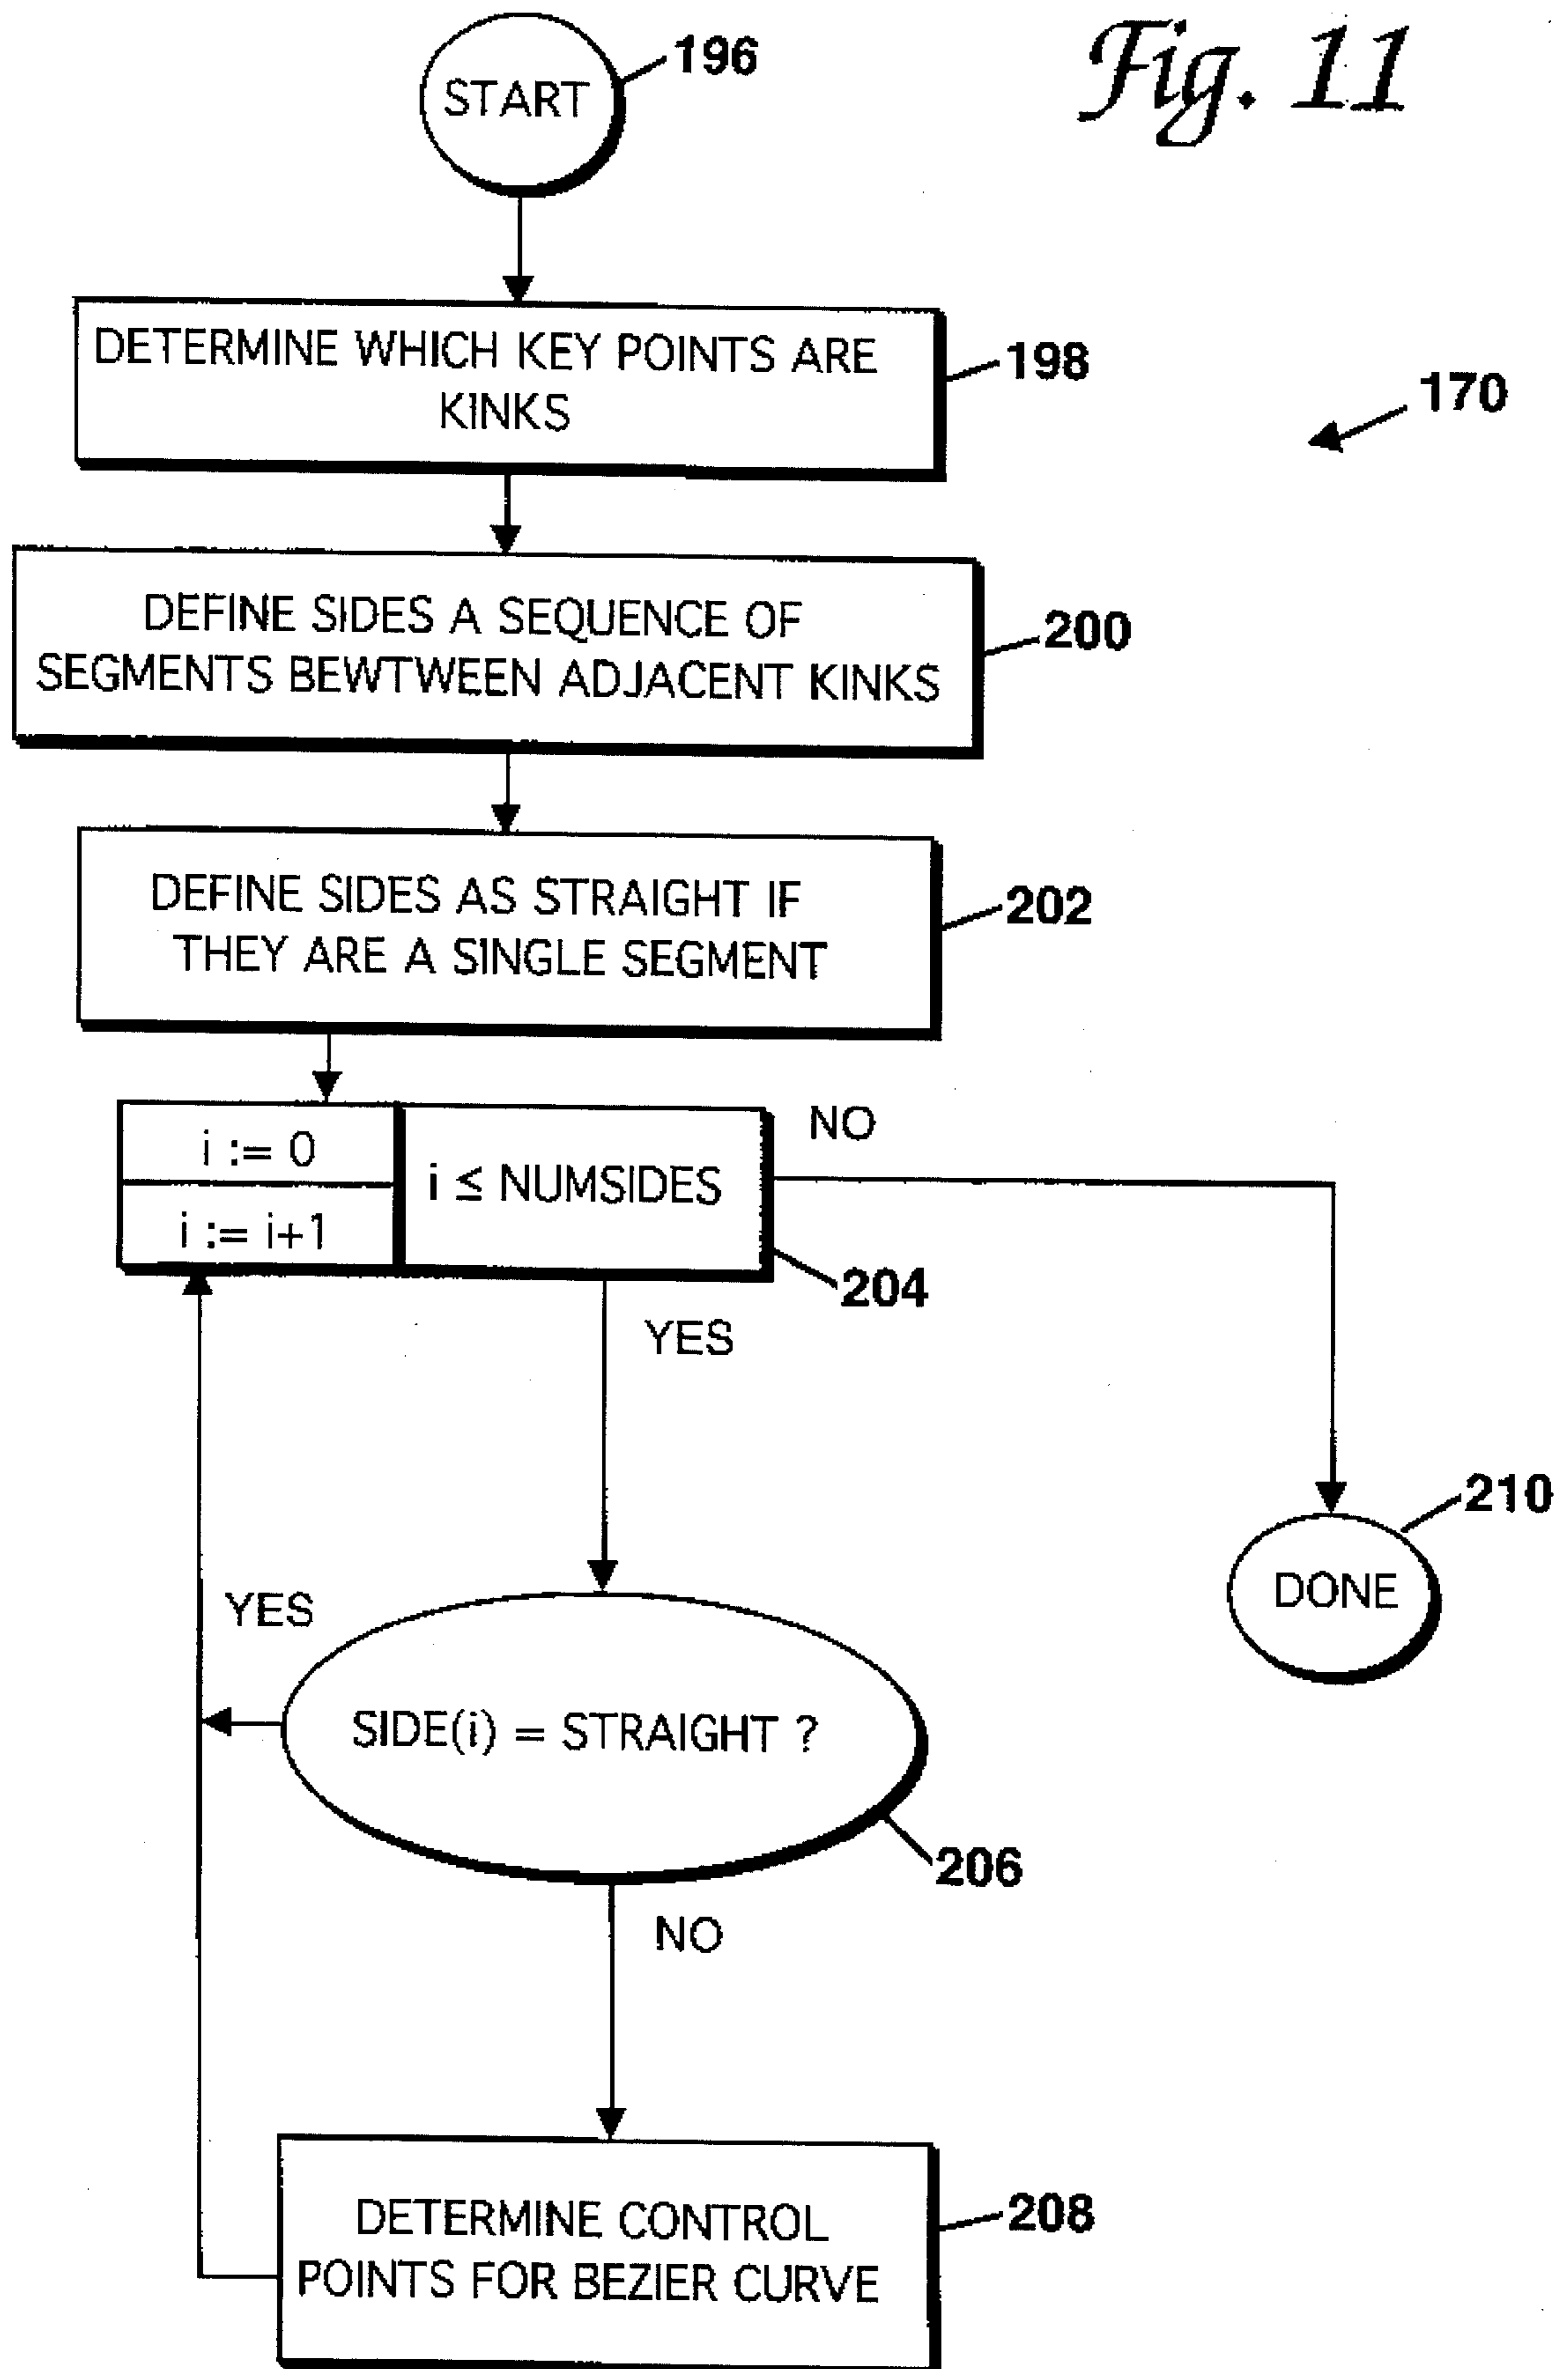 Fig. 11
START
196
DETERMINE WHICH KEY POINTS ARE
KINKS
198
170
DEFINE SIDES A SEQUENCE OF
SEGMENTS BEWTWEEN ADJACENT KINKS
200
DEFINE SIDES AS STRAIGHT IF
THEY ARE A SINGLE SEGMENT
202
i := 0
i := i+1
i ≤ NUMSIDES
NO
204
YES
210
DONE
YES
SIDE(i) = STRAIGHT ?
206
NO
DETERMINE CONTROL
POINTS FOR BEZIER CURVE
208